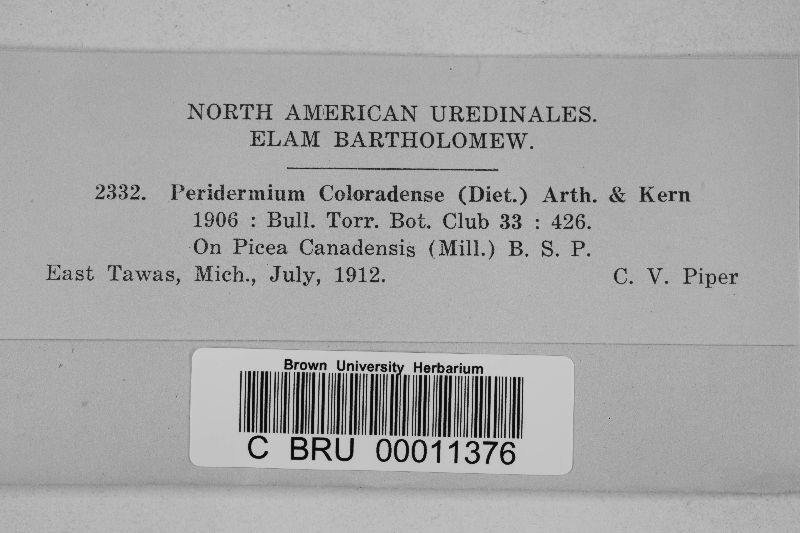 NORTH AMERICAN UREDINALES.
ELAM BARTHOLOMEW.
2332. Peridermium Coloradense (Diet.) Arth. & Kern
1906 : Bull. Torr. Bot. Club 33 : 426.
On Picea Canadensis (Mill.) B. S. P.
East Tawas, Mich., July, 1912. C. V. Piper
Brown University Herbarium
C BRU 00011376